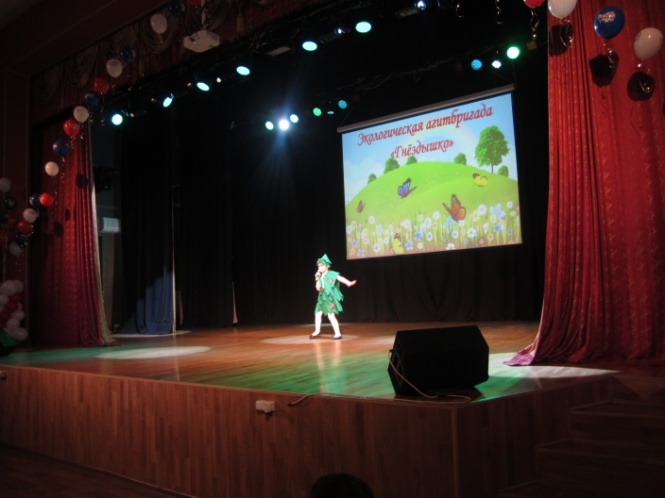 Экологическая агитбригада
«Гнёздышко»